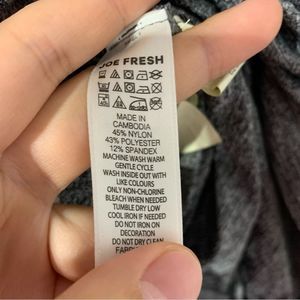 JOE FRESH
MADE IN
CAMBODIA
45% NYLON
43% POLYESTER
12% SPANDEX
MACHINE WASH WARM
GENTLE CYCLE
WASH INSIDE OUT WITH
LIKE COLOURS
ONLY NON-CHLORINE
BLEACH WHEN NEEDED
TUMBLE DRY LOW
COOL IRON IF NEEDED
DO NOT IRON ON
DECORATION
DO NOT DRY CLEAN